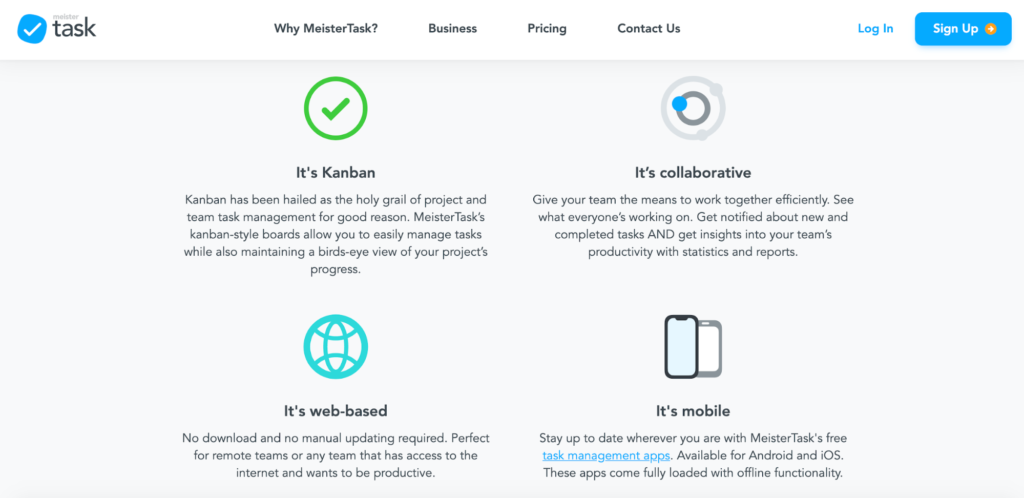 meister
task
Why MeisterTask?
Business
Pricing
Contact Us
Log In
Sign Up
It's Kanban
Kanban has been hailed as the holy grail of project and
team task management for good reason. MeisterTask’s
kanban-style boards allow you to easily manage tasks
while also maintaining a birds-eye view of your project’s
progress.
It’s collaborative
Give your team the means to work together efficiently. See
what everyone’s working on. Get notified about new and
completed tasks AND get insights into your team’s
productivity with statistics and reports.
It's web-based
No download and no manual updating required. Perfect
for remote teams or any team that has access to the
internet and wants to be productive.
It's mobile
Stay up to date wherever you are with MeisterTask's free
task management apps. Available for Android and iOS.
These apps come fully loaded with offline functionality.